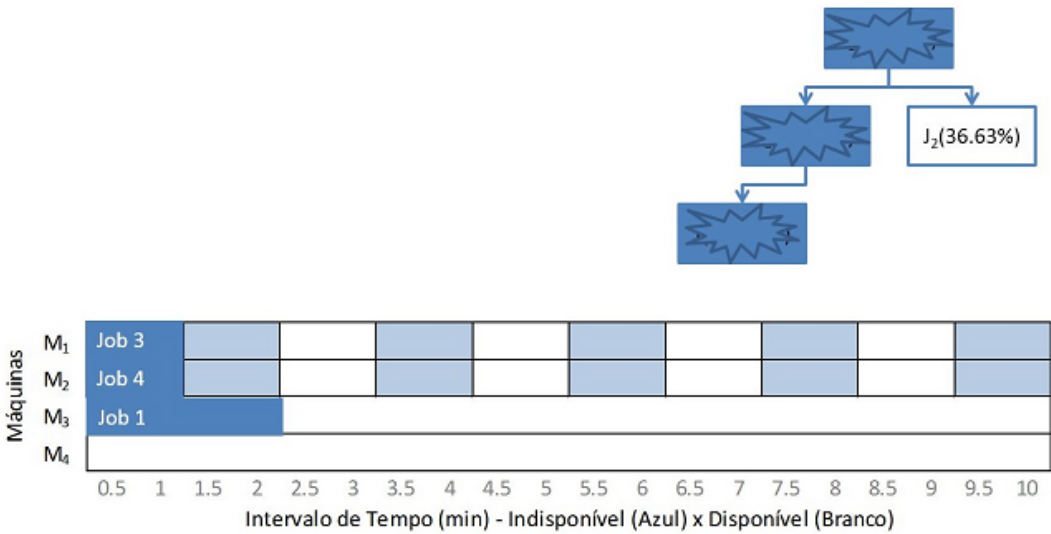 J₂(36.63%)
Máquinas
M₁ Job 3
M₂ Job 4
M₃ Job 1
M₄
0.5 1 1.5 2 2.5 3 3.5 4 4.5 5 5.5 6 6.5 7 7.5 8 8.5 9 9.5 10
Intervalo de Tempo (min) - Indisponível (Azul) x Disponível (Branco)